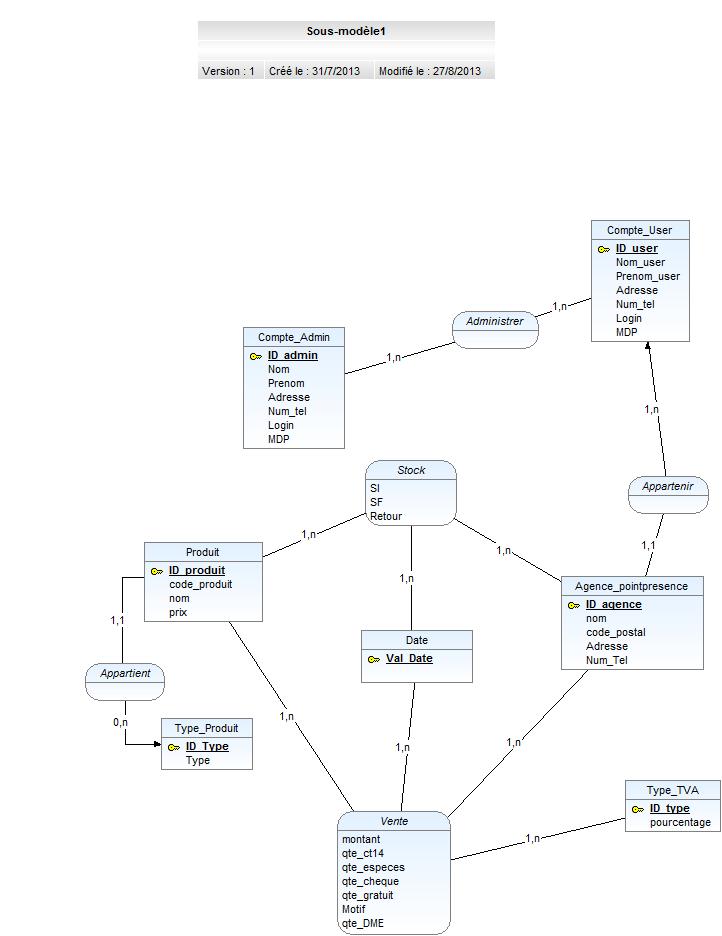 Sous-modèle1
Version : 1 Créé le : 31/7/2013 Modifié le : 27/8/2013
Compte_User
ID_user
Nom_user
Prenom_user
Adresse
Num_tel
Login
MDP
1,n
Administrer
1,n
Compte_Admin
ID_admin
Nom
Prenom
Adresse
Num_tel
Login
MDP
1,n
Appartenir
1,1
Stock
SI
SF
Retour
1,n
1,n
1,n
Produit
ID_produit
code_produit
nom
prix
Agence_pointpresence
ID_agence
nom
code_postal
Adresse
Num_Tel
Date
Val_Date
1,1
Appartient
0,n
Type_Produit
ID_Type
Type
1,n
1,n
1,n
Type_TVA
ID_type
pourcentage
1,n
Vente
montant
qte_ct14
qte_especes
qte_cheque
qte_gratuit
Motif
qte_DME